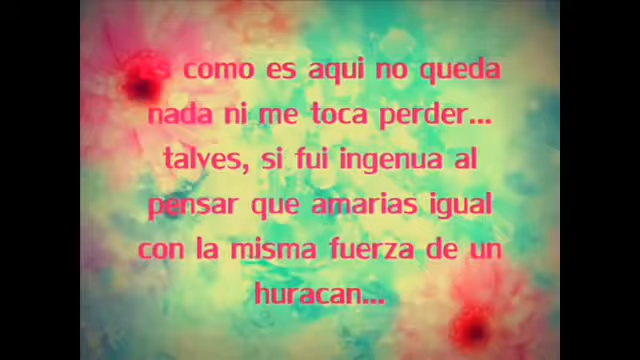 Es como es aqui no queda
nada ni me toca perder...
talves, si fui ingenua al
pensar que amarias igual
con la misma fuerza de un
huracan...